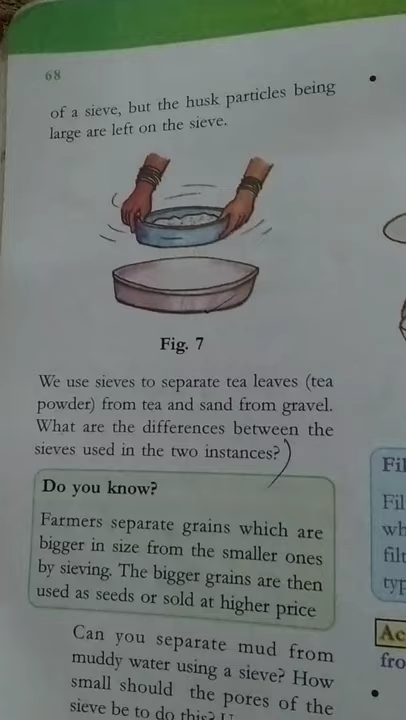 68
of a sieve, but the husk particles being
large are left on the sieve.
Fig. 7
We use sieves to separate tea leaves (tea
powder) from tea and sand from gravel.
What are the differences between the
sieves used in the two instances?
Do you know?
Farmers separate grains which are
bigger in size from the smaller ones
by sieving. The bigger grains are then
used as seeds or sold at higher price
Can you separate mud from
muddy water using a sieve? How
small should the pores of the
sieve be to do this?
Fil
Fil
wh
filt
typ
Ac
fro